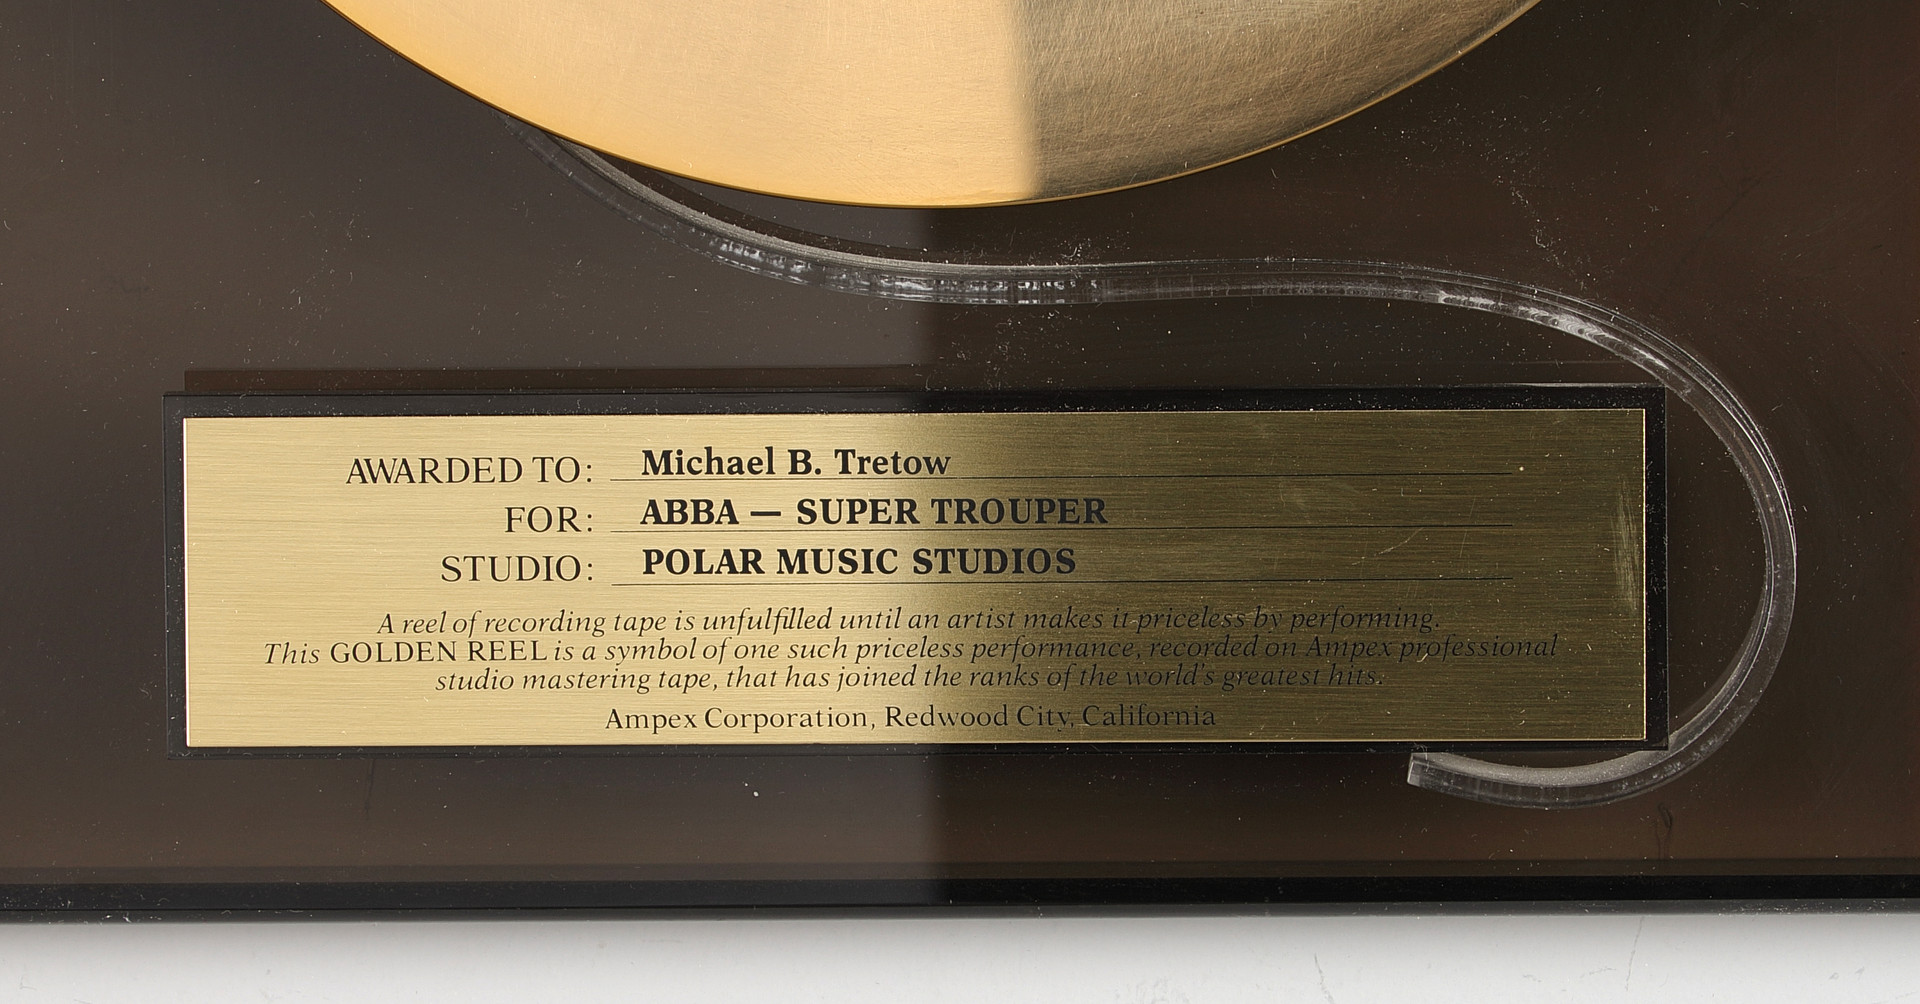 AWARDED TO: Michael B. Tretow
FOR: ABBA — SUPER TROUPER
STUDIO: POLAR MUSIC STUDIOS
A reel of recording tape is unfulfilled until an artist makes it priceless by performing.
This GOLDEN REEL is a symbol of one such priceless performance, recorded on Ampex professional
studio mastering tape, that has joined the ranks of the world's greatest hits.
Ampex Corporation, Redwood City, California